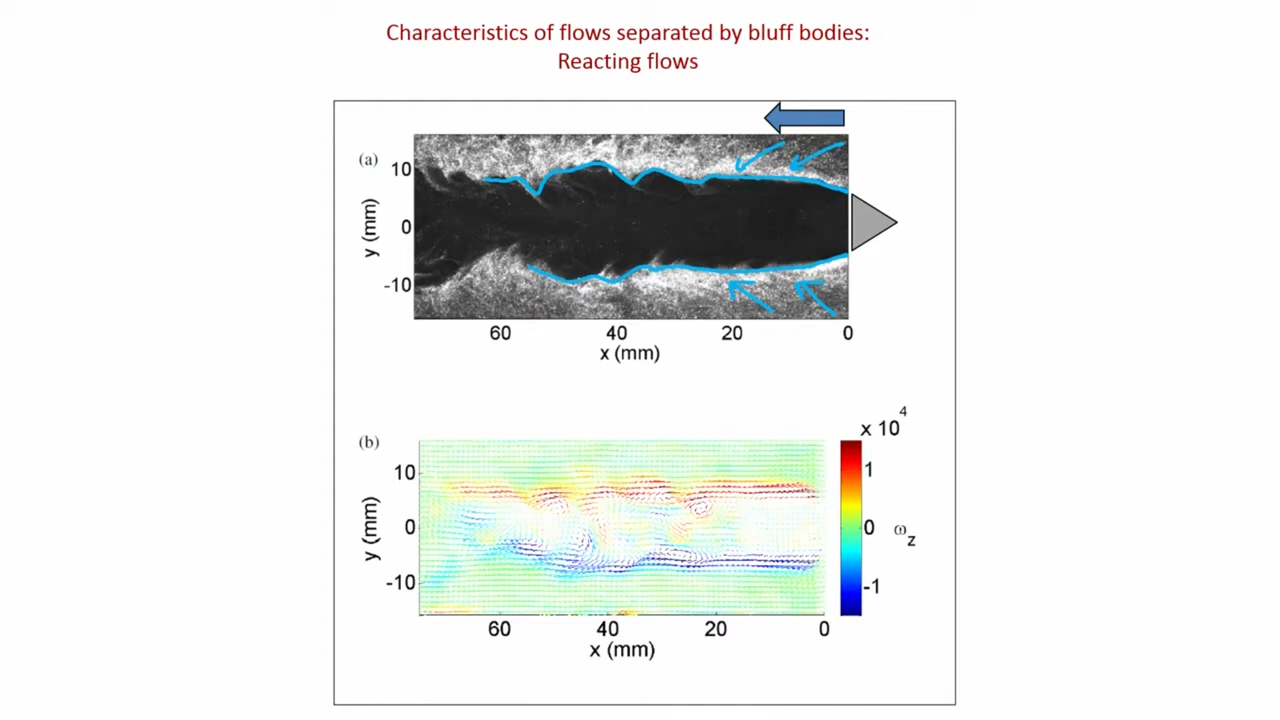 Characteristics of flows separated by bluff bodies:
Reacting flows
(a)
10
0
-10
y (mm)
60 40 20 0
x (mm)
(b)
10
0
-10
y (mm)
60 40 20 0
x (mm)
x 10^4
1
0
-1
ω_z